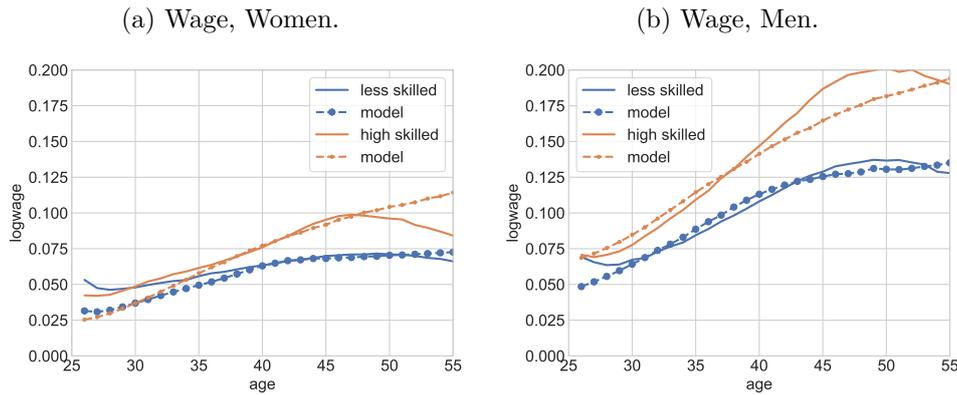 (a) Wage, Women.
(b) Wage, Men.
0.200
0.175
0.150
0.125
0.100
0.075
0.050
0.025
0.000
logwage
less skilled
model
high skilled
model
25 30 35 40 45 50 55
age
0.200
0.175
0.150
0.125
0.100
0.075
0.050
0.025
0.000
logwage
less skilled
model
high skilled
model
25 30 35 40 45 50 55
age